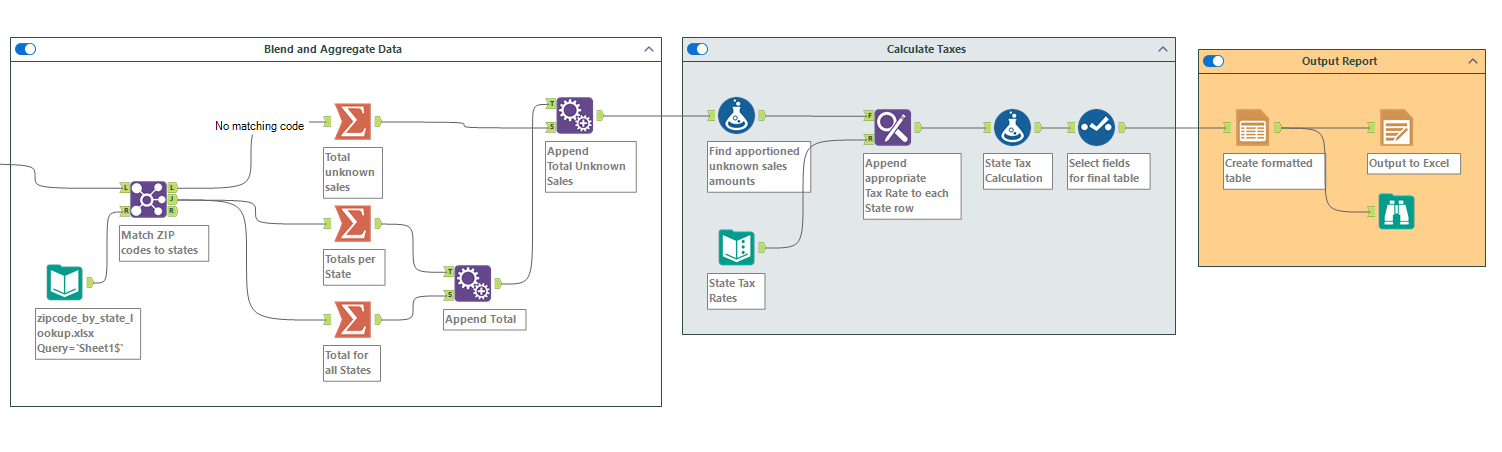 Blend and Aggregate Data
No matching code
Total
unknown
sales
L
R
L
J
R
Match ZIP
codes to states
zipcode_by_state_l
ookup.xlsx
Query=`Sheet1$`
Totals per
State
Total for
all States
T
S
Append Total
T
S
Append
Total Unknown
Sales
Calculate Taxes
Find apportioned
unknown sales
amounts
State Tax
Rates
F
R
Append
appropriate
Tax Rate to each
State row
State Tax
Calculation
Select fields
for final table
Output Report
Create formatted
table
Output to Excel